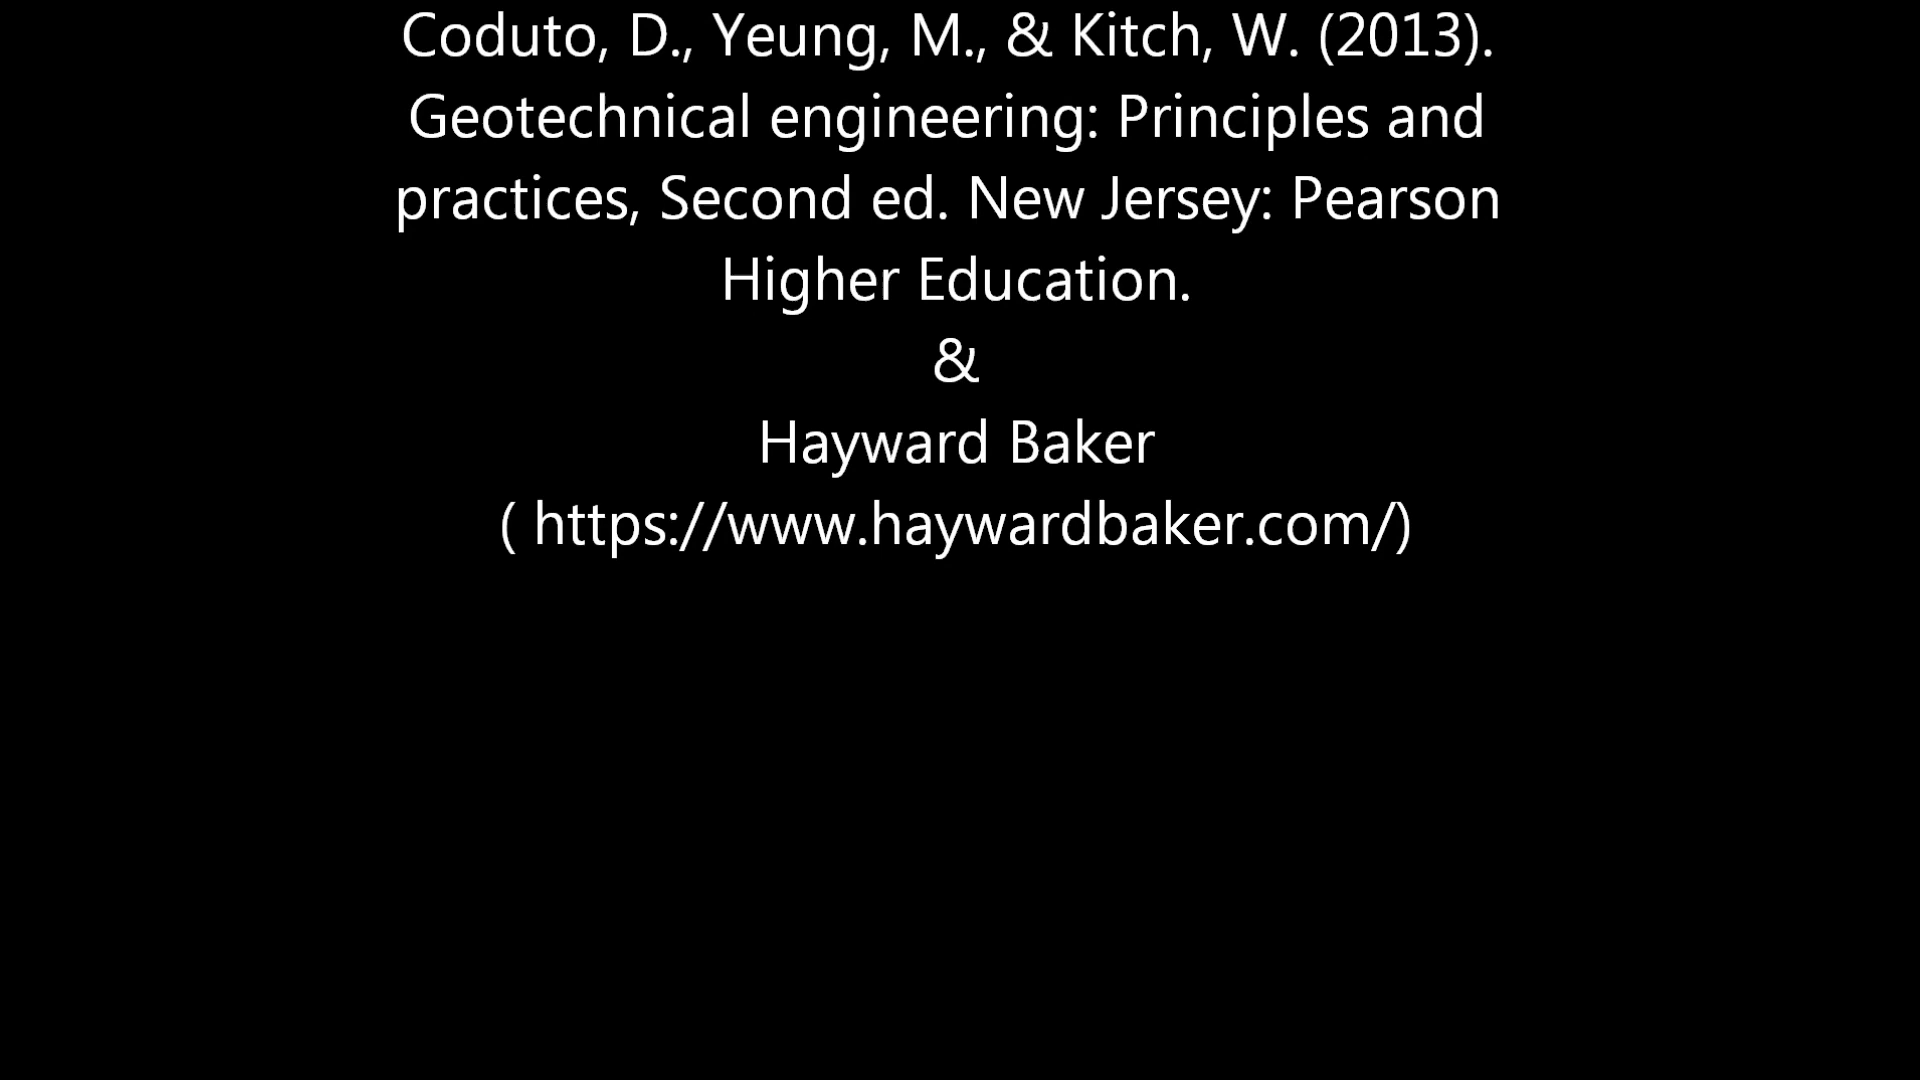 Coduto, D., Yeung, M., & Kitch, W. (2013).
Geotechnical engineering: Principles and
practices, Second ed. New Jersey: Pearson
Higher Education.
&
Hayward Baker
( https://www.haywardbaker.com/)